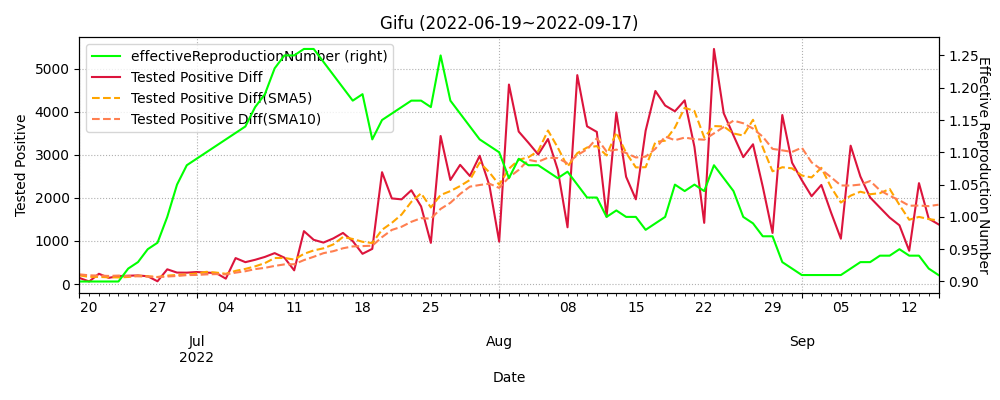 Gifu (2022-06-19~2022-09-17)
effectiveReproductionNumber (right)
Tested Positive Diff
Tested Positive Diff(SMA5)
Tested Positive Diff(SMA10)
Tested Positive
5000
4000
3000
2000
1000
0
1.25
1.20
1.15
1.10
1.05
1.00
0.95
0.90
Effective Reproduction Number
20 27 04 11 18 25 08 15 22 29 05 12
Jul Aug Sep
2022
Date